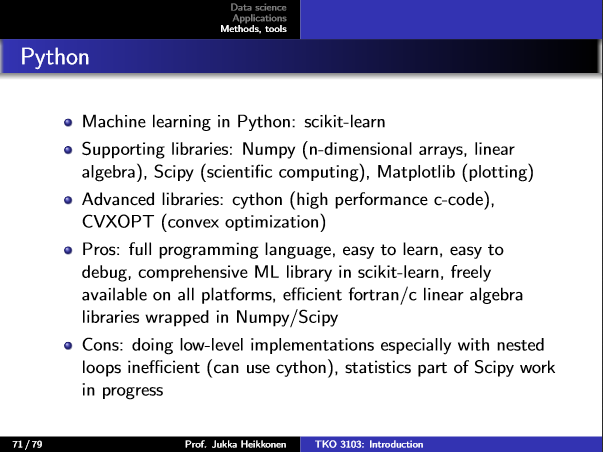 Data science
Applications
Methods, tools
Python
Machine learning in Python: scikit-learn
Supporting libraries: Numpy (n-dimensional arrays, linear
algebra), Scipy (scientific computing), Matplotlib (plotting)
Advanced libraries: cython (high performance c-code),
CVXOPT (convex optimization)
Pros: full programming language, easy to learn, easy to
debug, comprehensive ML library in scikit-learn, freely
available on all platforms, efficient fortran/c linear algebra
libraries wrapped in Numpy/Scipy
Cons: doing low-level implementations especially with nested
loops inefficient (can use cython), statistics part of Scipy work
in progress
71 / 79 Prof. Jukka Heikkonen TKO 3103: Introduction